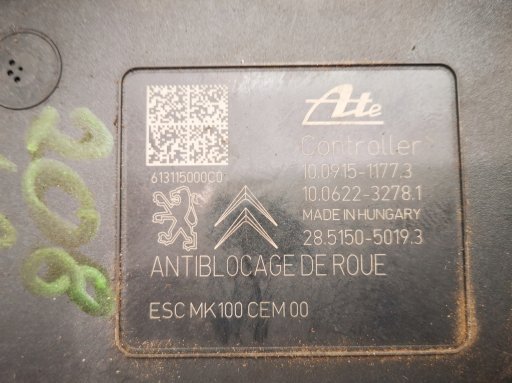 Ate
Controller
613115000C0
10.0915-1177.3
10.0622-3278.1
MADE IN HUNGARY
28.5150-5019.3
ANTIBLOCAGE DE ROUE
ESC MK100 CEM 00
308